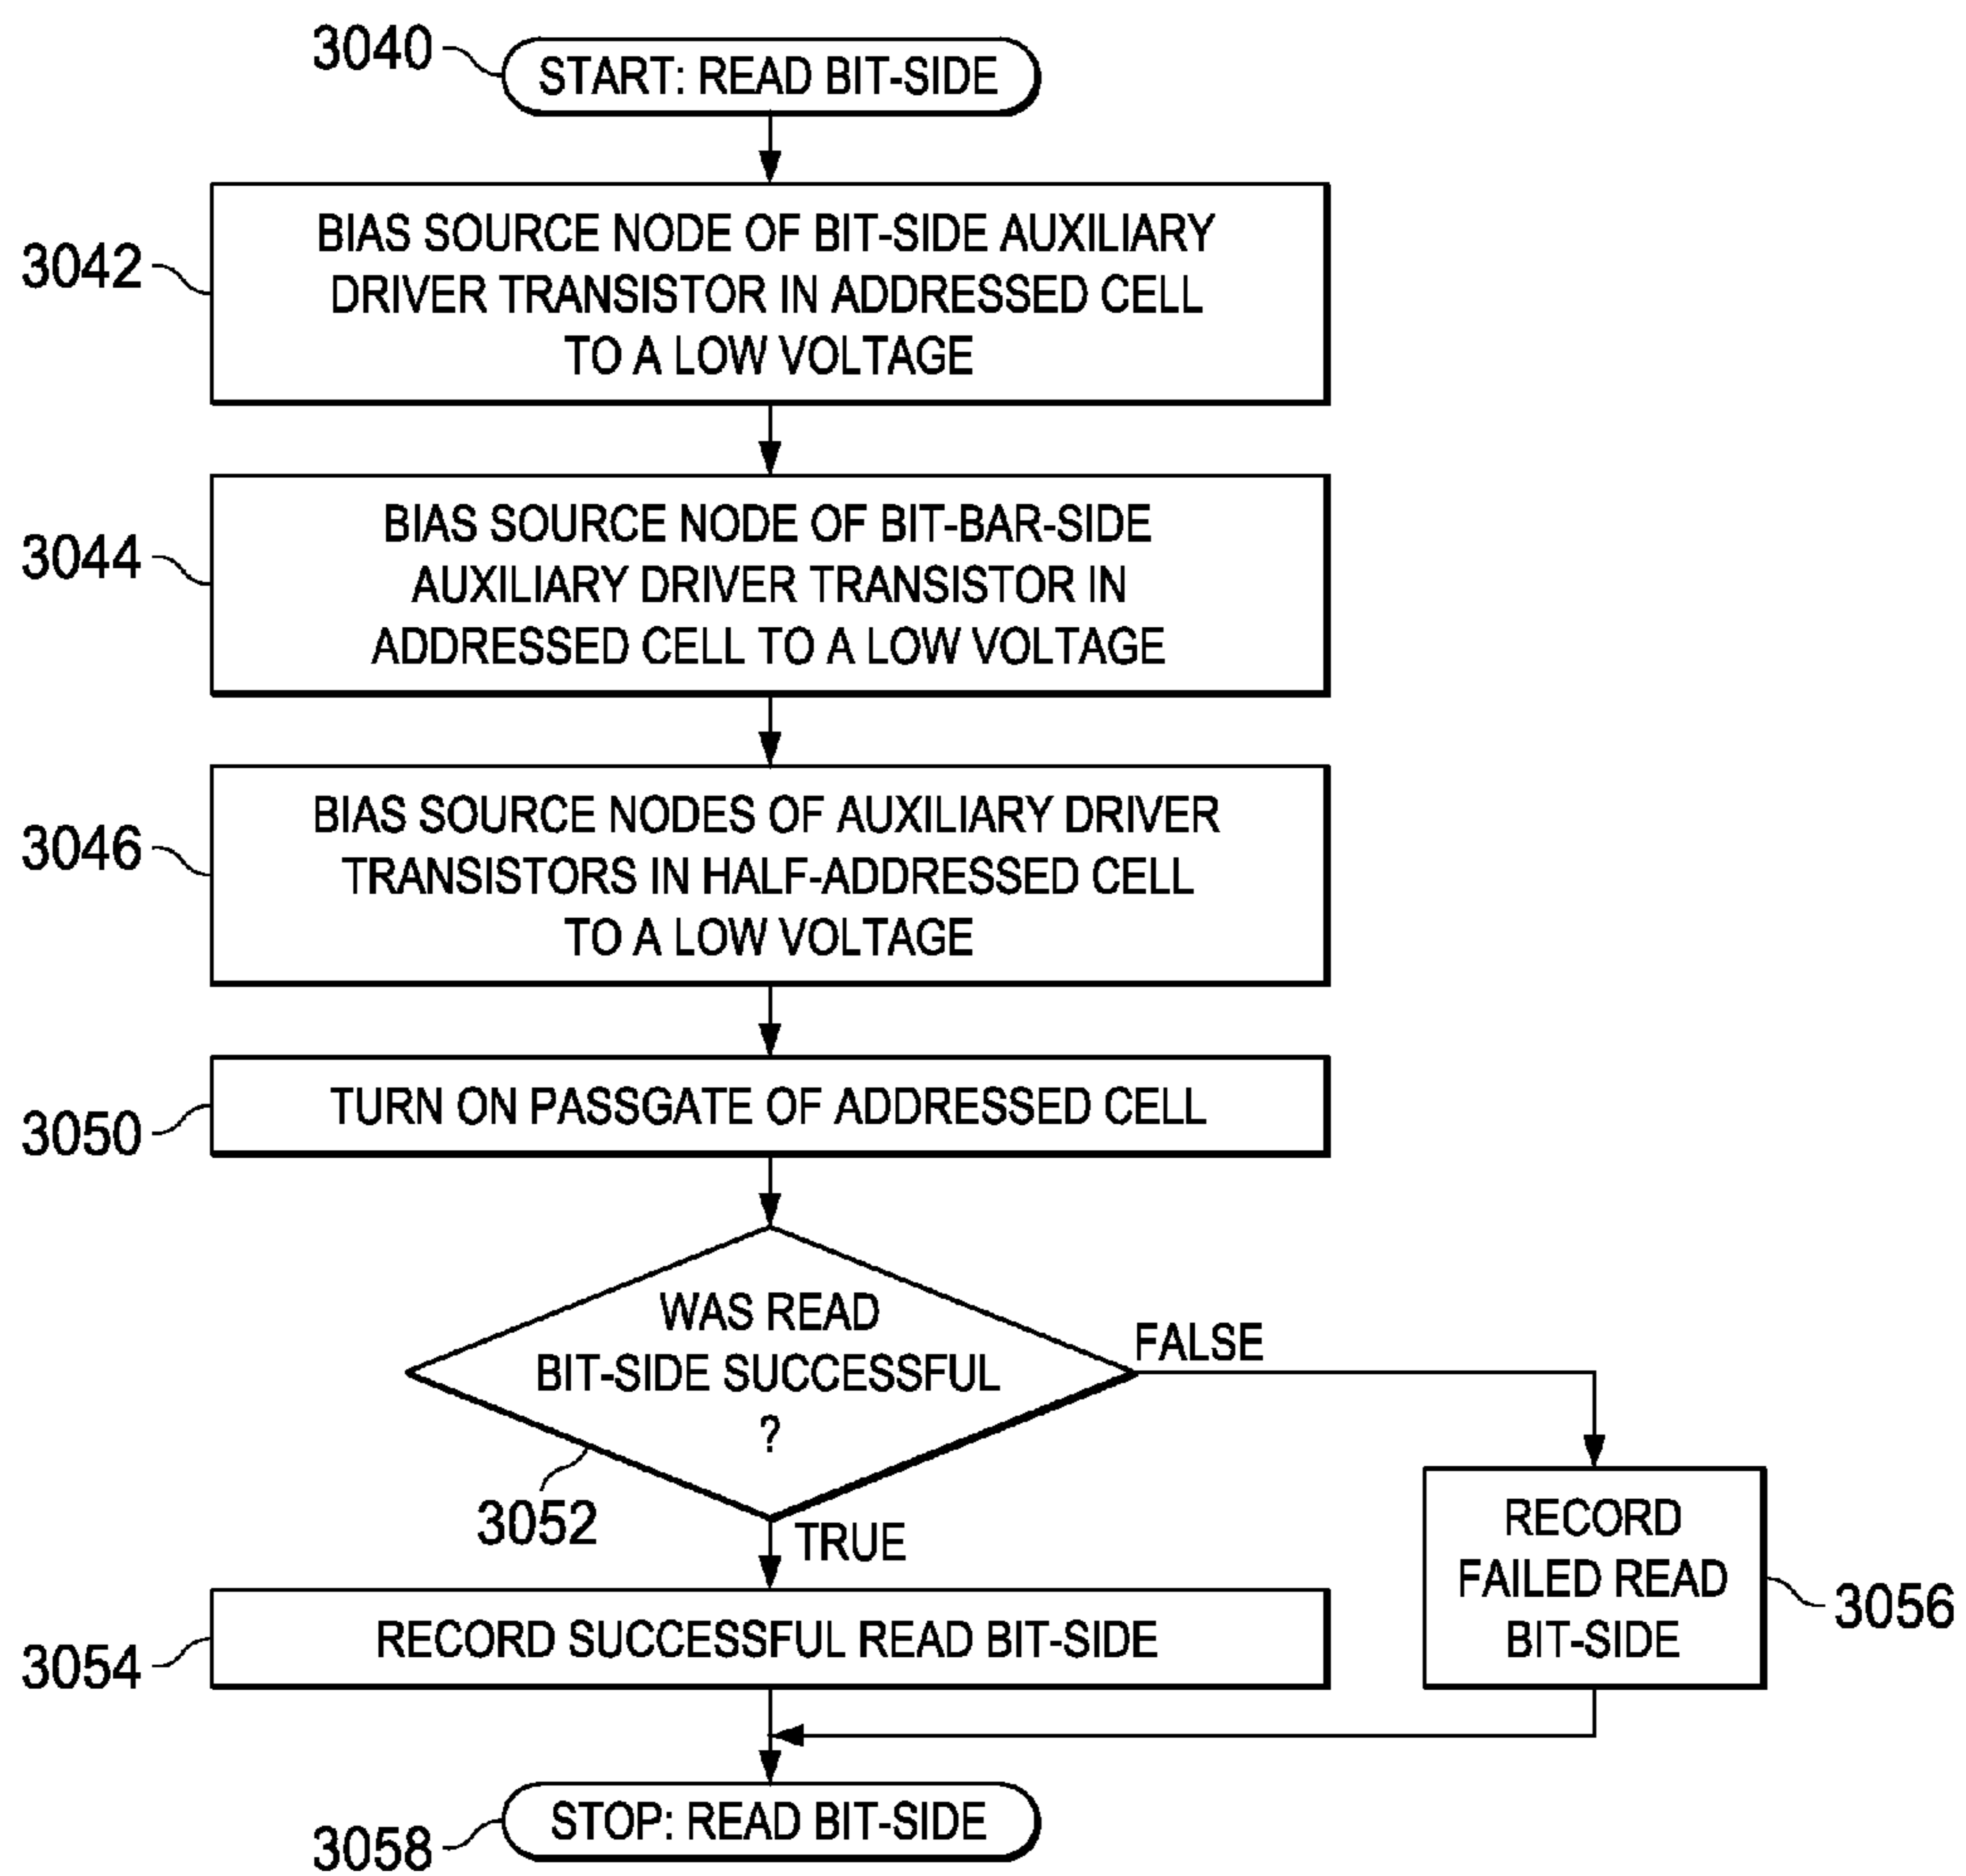 3040
START: READ BIT-SIDE
3042
BIAS SOURCE NODE OF BIT-SIDE AUXILIARY
DRIVER TRANSISTOR IN ADDRESSED CELL
TO A LOW VOLTAGE
3044
BIAS SOURCE NODE OF BIT-BAR-SIDE
AUXILIARY DRIVER TRANSISTOR IN
ADDRESSED CELL TO A LOW VOLTAGE
3046
BIAS SOURCE NODES OF AUXILIARY DRIVER
TRANSISTORS IN HALF-ADDRESSED CELL
TO A LOW VOLTAGE
3050
TURN ON PASSGATE OF ADDRESSED CELL
WAS READ
BIT-SIDE SUCCESSFUL
?
3052
FALSE
TRUE
RECORD
FAILED READ
BIT-SIDE
3056
3054
RECORD SUCCESSFUL READ BIT-SIDE
3058
STOP: READ BIT-SIDE